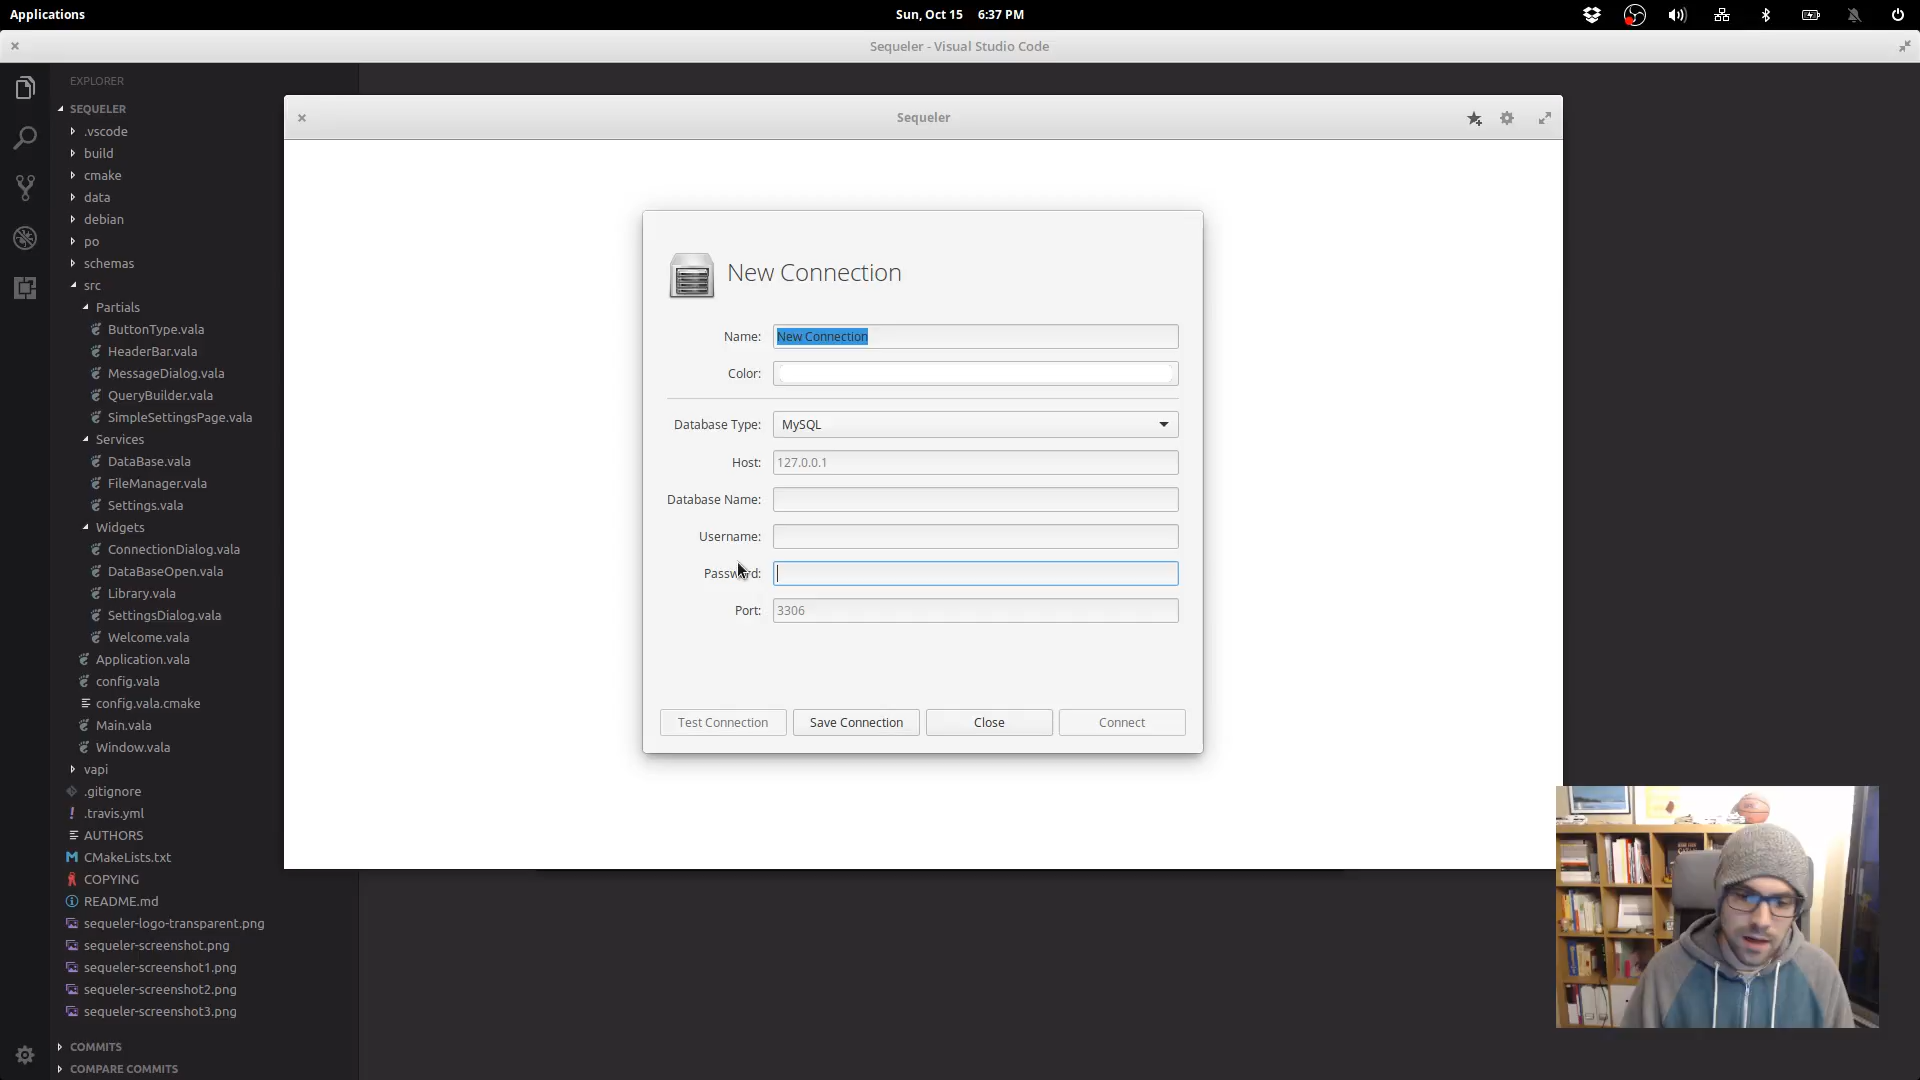 Applications
Sun, Oct 15 6:37 PM
Sequeler - Visual Studio Code
EXPLORER
SEQUELER
.vscode
build
cmake
data
debian
po
schemas
src
Partials
ButtonType.vala
HeaderBar.vala
MessageDialog.vala
QueryBuilder.vala
SimpleSettingsPage.vala
Services
DataBase.vala
FileManager.vala
Settings.vala
Widgets
ConnectionDialog.vala
DataBaseOpen.vala
Library.vala
SettingsDialog.vala
Welcome.vala
Application.vala
config.vala
config.vala.cmake
Main.vala
Window.vala
vapi
.gitignore
.travis.yml
AUTHORS
CMakeLists.txt
COPYING
README.md
sequeler-logo-transparent.png
sequeler-screenshot.png
sequeler-screenshot1.png
sequeler-screenshot2.png
sequeler-screenshot3.png
COMMITS
COMPARE COMMITS
Sequeler
New Connection
Name: New Connection
Color:
Database Type: MySQL
Host: 127.0.0.1
Database Name:
Username:
Password:
Port: 3306
Test Connection Save Connection Close Connect